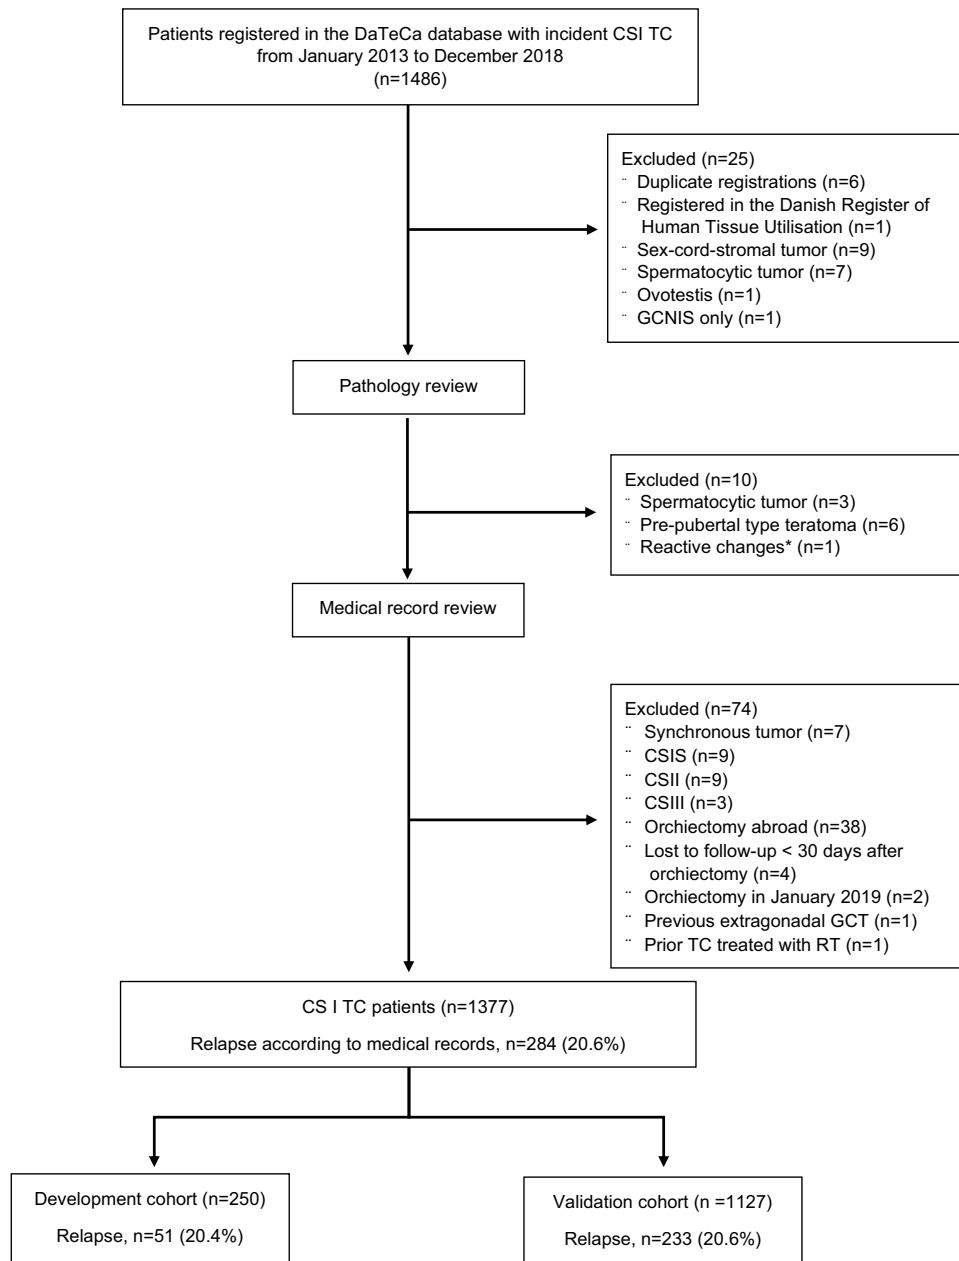 Patients registered in the DaTeCa database with incident CSI TC
from January 2013 to December 2018
(n=1486)
Excluded (n=25)
¨ Duplicate registrations (n=6)
¨ Registered in the Danish Register of
Human Tissue Utilisation (n=1)
¨ Sex-cord-stromal tumor (n=9)
¨ Spermatocytic tumor (n=7)
¨ Ovotestis (n=1)
¨ GCNIS only (n=1)
Pathology review
Excluded (n=10)
¨ Spermatocytic tumor (n=3)
¨ Pre-pubertal type teratoma (n=6)
¨ Reactive changes* (n=1)
Medical record review
Excluded (n=74)
¨ Synchronous tumor (n=7)
¨ CSIS (n=9)
¨ CSII (n=9)
¨ CSIII (n=3)
¨ Orchiectomy abroad (n=38)
¨ Lost to follow-up < 30 days after
orchiectomy (n=4)
¨ Orchiectomy in January 2019 (n=2)
¨ Previous extragonadal GCT (n=1)
¨ Prior TC treated with RT (n=1)
CS I TC patients (n=1377)
Relapse according to medical records, n=284 (20.6%)
Development cohort (n=250)
Relapse, n=51 (20.4%)
Validation cohort (n =1127)
Relapse, n=233 (20.6%)